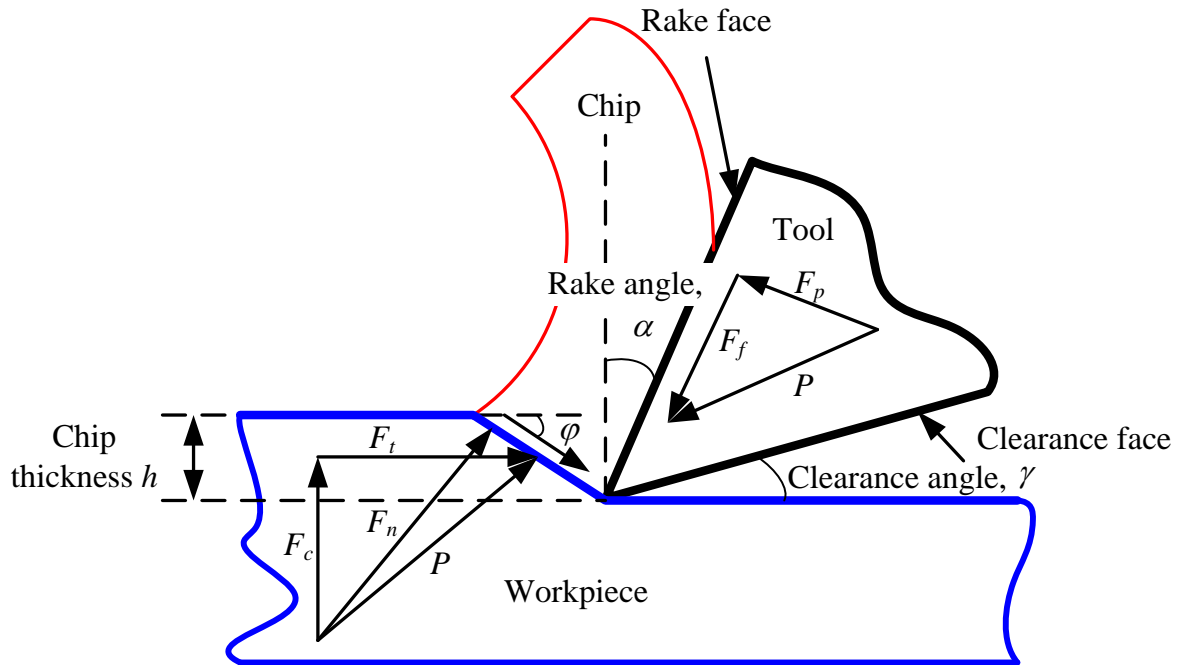 Rake face
Chip
Tool
Rake angle,
α
F_p
F_f
P
Chip
thickness h
F_t
φ
Clearance face
Clearance angle, γ
F_n
F_c
P
Workpiece